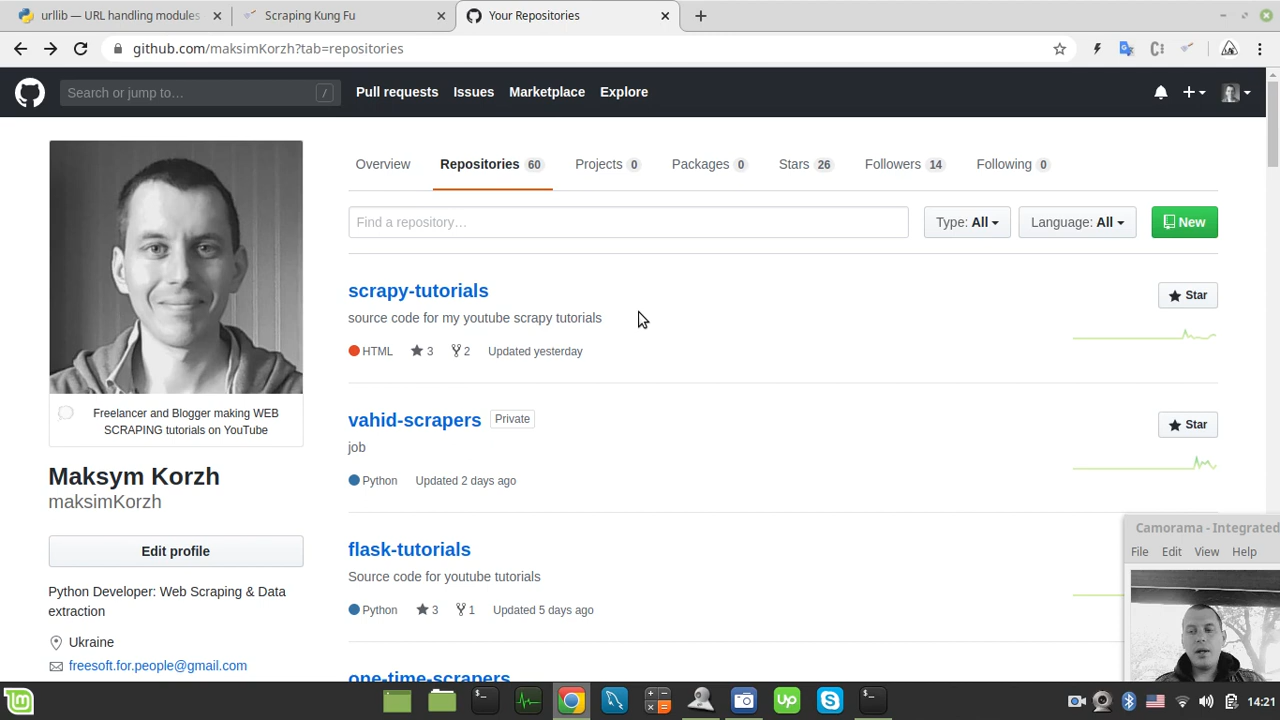 urllib — URL handling modules
Scraping Kung Fu
Your Repositories
github.com/maksimKorzh?tab=repositories
Search or jump to…
/
Pull requests
Issues
Marketplace
Explore
Overview
Repositories 60
Projects 0
Packages 0
Stars 26
Followers 14
Following 0
Find a repository…
Type: All
Language: All
New
scrapy-tutorials
Star
source code for my youtube scrapy tutorials
HTML 3 2 Updated yesterday
vahid-scrapers Private
Star
job
Python Updated 2 days ago
flask-tutorials
Source code for youtube tutorials
Python 3 1 Updated 5 days ago
one-time-scrapers
Freelancer and Blogger making WEB
SCRAPING tutorials on YouTube
Maksym Korzh
maksimKorzh
Edit profile
Python Developer: Web Scraping & Data
extraction
Ukraine
freesoft.for.people@gmail.com
Camorama - Integrated
File Edit View Help
Up
14:21